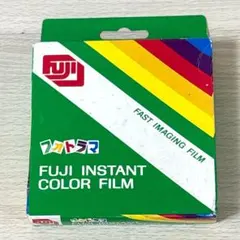 FUJI
FAST IMAGING FILM
フォトラマ
FUJI INSTANT
COLOR FILM